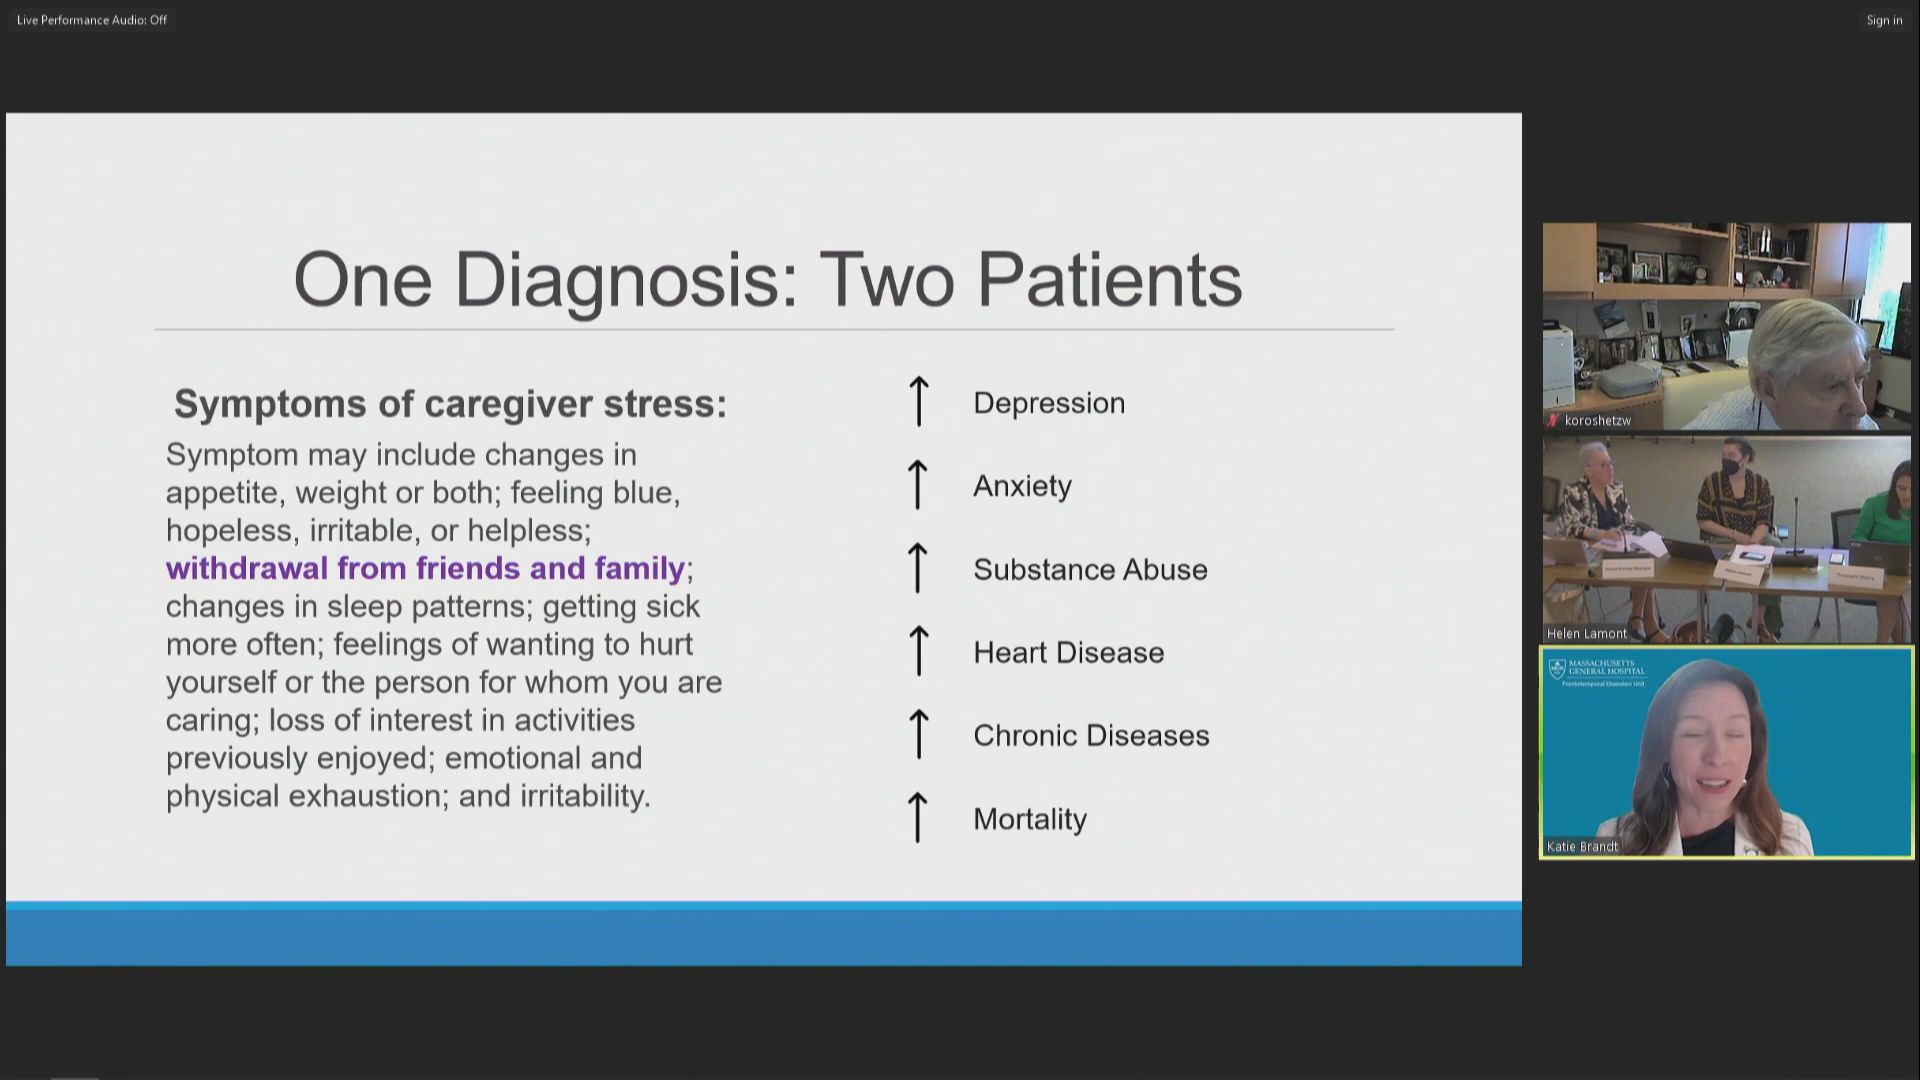 Live Performance Audio: Off
Sign in
One Diagnosis: Two Patients
Symptoms of caregiver stress:
Symptom may include changes in
appetite, weight or both; feeling blue,
hopeless, irritable, or helpless;
withdrawal from friends and family;
changes in sleep patterns; getting sick
more often; feelings of wanting to hurt
yourself or the person for whom you are
caring; loss of interest in activities
previously enjoyed; emotional and
physical exhaustion; and irritability.
↑ Depression
↑ Anxiety
↑ Substance Abuse
↑ Heart Disease
↑ Chronic Diseases
↑ Mortality
koroshetzw
Helen Lamont
MASSACHUSETTS
GENERAL HOSPITAL
Frontotemporal Disorders Unit
Katie Brandt